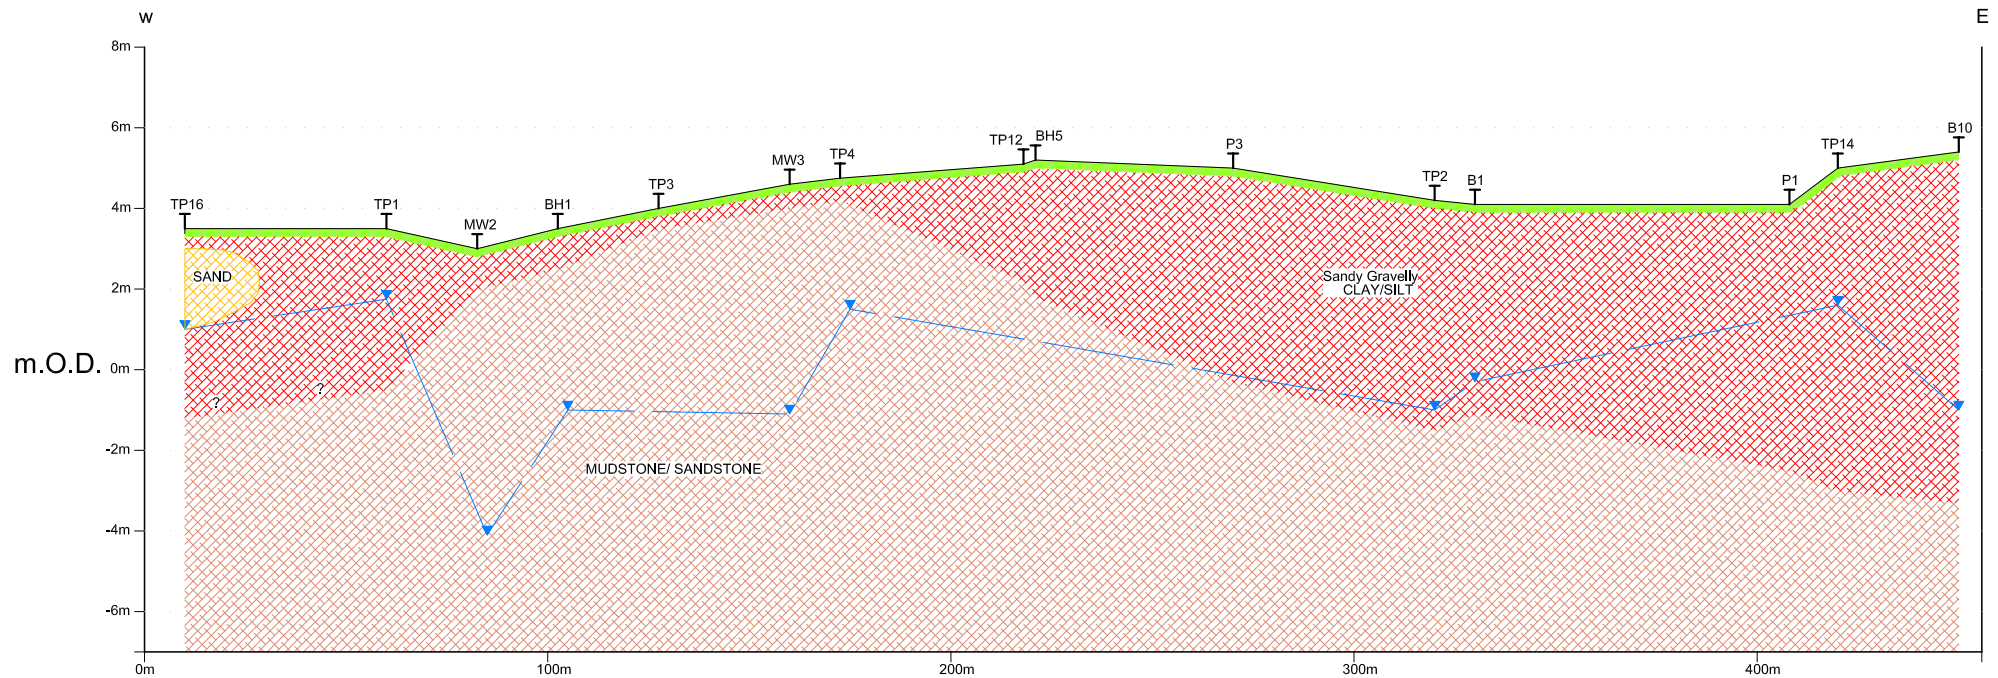 W
E
8m
6m
4m
2m
0m
-2m
-4m
-6m
m.O.D.
TP16
TP1
MW2
BH1
TP3
MW3
TP4
TP12
BH5
P3
TP2
B1
P1
TP14
B10
SAND
Sandy Gravelly
CLAY/SILT
?
?
MUDSTONE/ SANDSTONE
0m
100m
200m
300m
400m